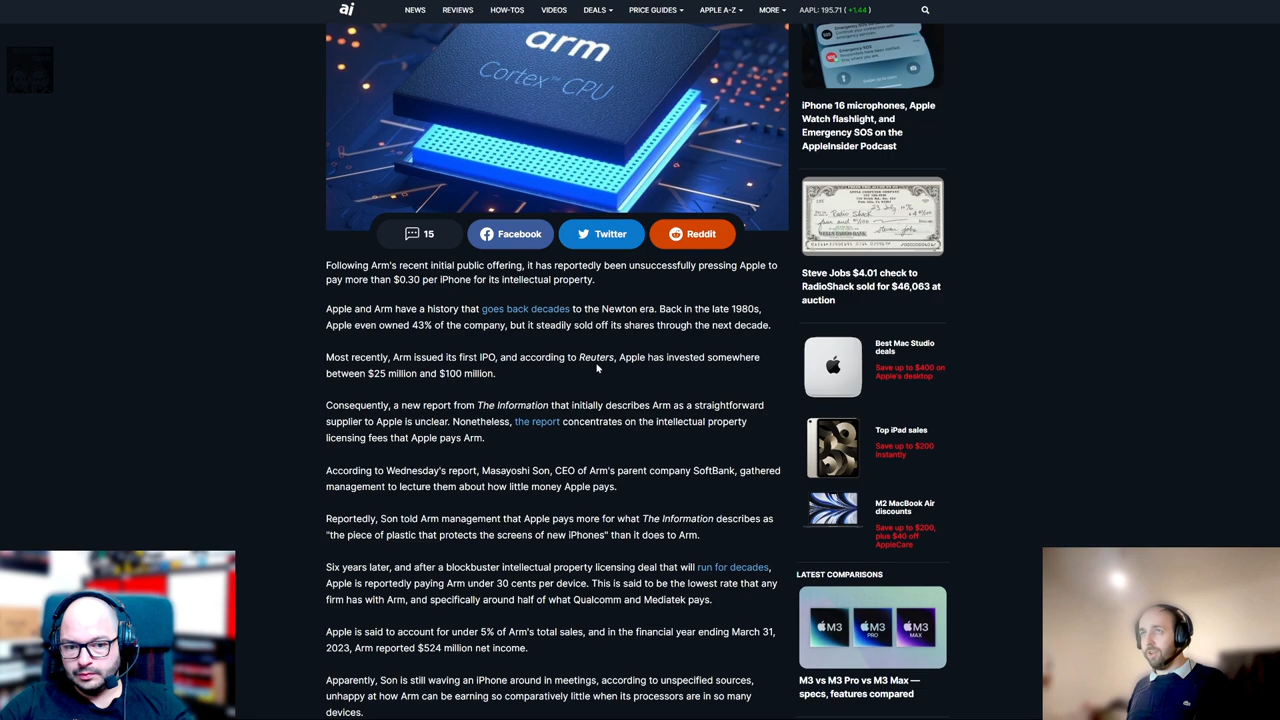 ai
NEWS REVIEWS HOW-TOS VIDEOS DEALS PRICE GUIDES APPLE A-Z MORE AAPL: 195.71 (+1.44)
arm
Cortex™ CPU
15 Facebook Twitter Reddit
Following Arm's recent initial public offering, it has reportedly been unsuccessfully pressing Apple to
pay more than $0.30 per iPhone for its intellectual property.
Apple and Arm have a history that goes back decades to the Newton era. Back in the late 1980s,
Apple even owned 43% of the company, but it steadily sold off its shares through the next decade.
Most recently, Arm issued its first IPO, and according to Reuters, Apple has invested somewhere
between $25 million and $100 million.
Consequently, a new report from The Information that initially describes Arm as a straightforward
supplier to Apple is unclear. Nonetheless, the report concentrates on the intellectual property
licensing fees that Apple pays Arm.
According to Wednesday's report, Masayoshi Son, CEO of Arm's parent company SoftBank, gathered
management to lecture them about how little money Apple pays.
Reportedly, Son told Arm management that Apple pays more for what The Information describes as
"the piece of plastic that protects the screens of new iPhones" than it does to Arm.
Six years later, and after a blockbuster intellectual property licensing deal that will run for decades,
Apple is reportedly paying Arm under 30 cents per device. This is said to be the lowest rate that any
firm has with Arm, and specifically around half of what Qualcomm and Mediatek pays.
Apple is said to account for under 5% of Arm's total sales, and in the financial year ending March 31,
2023, Arm reported $524 million net income.
Apparently, Son is still waving an iPhone around in meetings, according to unspecified sources,
unhappy at how Arm can be earning so comparatively little when its processors are in so many
devices.
Emergency SOS
Emergency SOS
iPhone 16 microphones, Apple
Watch flashlight, and
Emergency SOS on the
AppleInsider Podcast
APPLE COMPUTER COMPANY
Radio Shack
Steve Jobs $4.01 check to
RadioShack sold for $46,063 at
auction
Best Mac Studio
deals
Save up to $400 on
Apple's desktop
Top iPad sales
Save up to $200
instantly
M2 MacBook Air
discounts
Save up to $200,
plus $40 off
AppleCare
LATEST COMPARISONS
M3 M3 PRO M3 MAX
M3 vs M3 Pro vs M3 Max —
specs, features compared